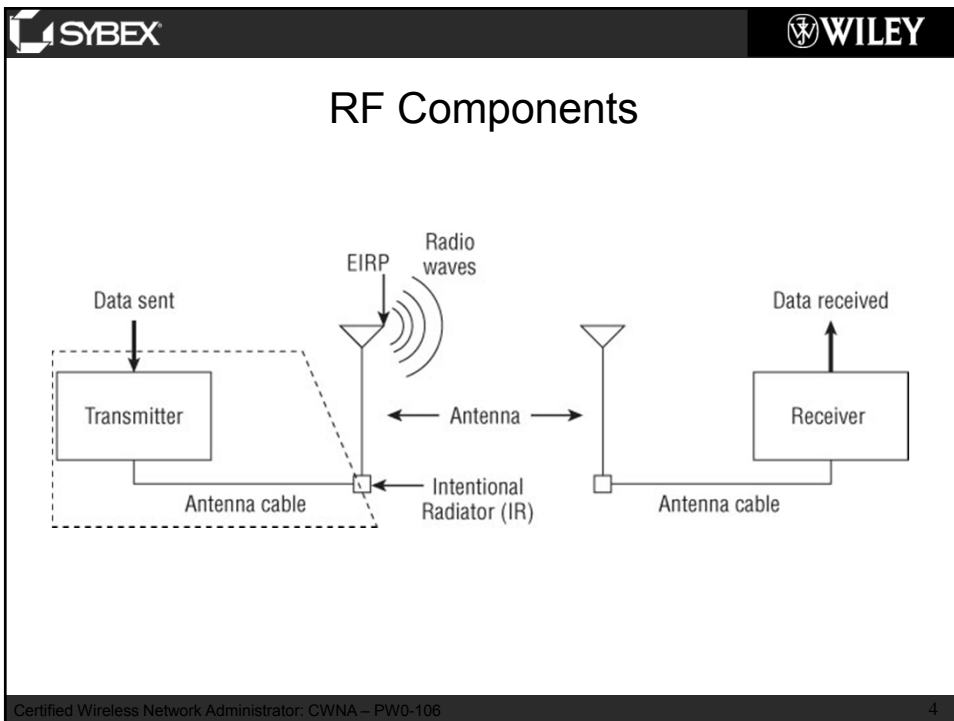 SYBEX
WILEY
RF Components
Radio
waves
EIRP
Data sent
Data received
Transmitter
Antenna
Receiver
Antenna cable
Intentional
Radiator (IR)
Antenna cable
Certified Wireless Network Administrator: CWNA – PW0-106
4